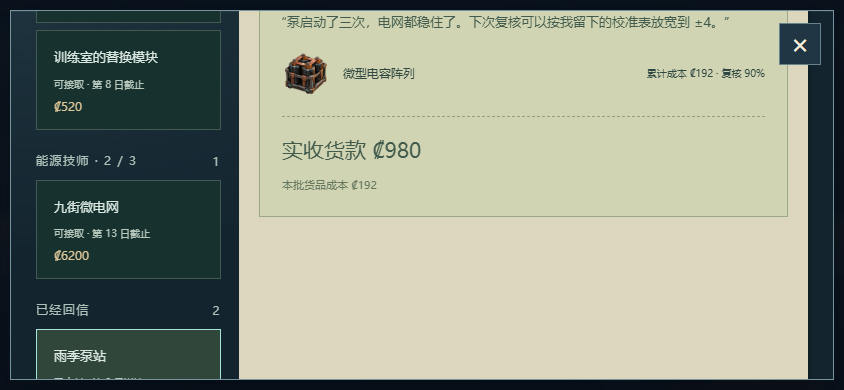 训练室的替换模块
可接取 · 第 8 日截止
₡520
能源技师 · 2 / 3 1
九街微电网
可接取 · 第 13 日截止
₡6200
已经回信 2
雨季泵站
“泵启动了三次，电网都稳住了。下次复核可以按我留下的校准表放宽到 ±4。”
微型电容阵列
累计成本 ₡192 · 复核 90%
实收货款 ₡980
本批货品成本 ₡192